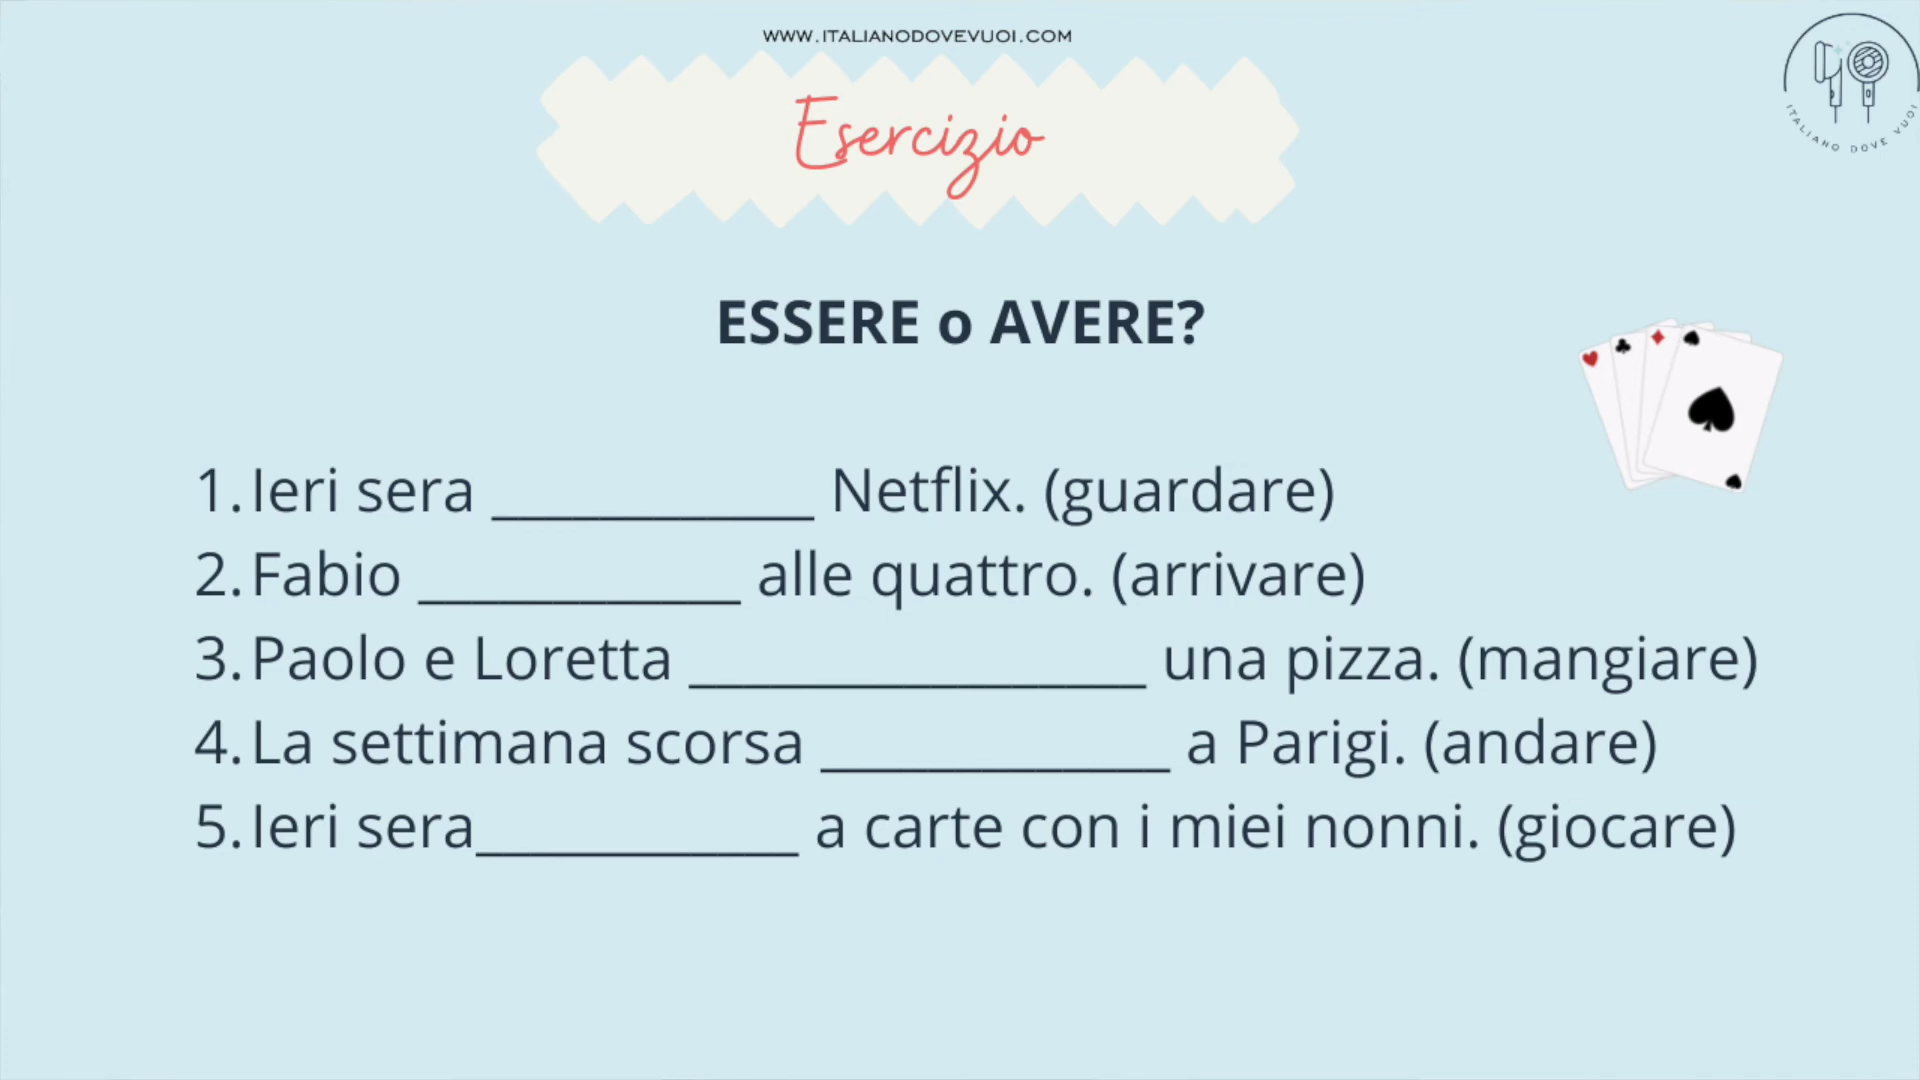 WWW.ITALIANODOVEVUOI.COM
Esercizio
ITALIANO DOVE VUOI
ESSERE o AVERE?
1. Ieri sera ____________ Netflix. (guardare)
2. Fabio ____________ alle quattro. (arrivare)
3. Paolo e Loretta _________________ una pizza. (mangiare)
4. La settimana scorsa _____________ a Parigi. (andare)
5. Ieri sera____________ a carte con i miei nonni. (giocare)